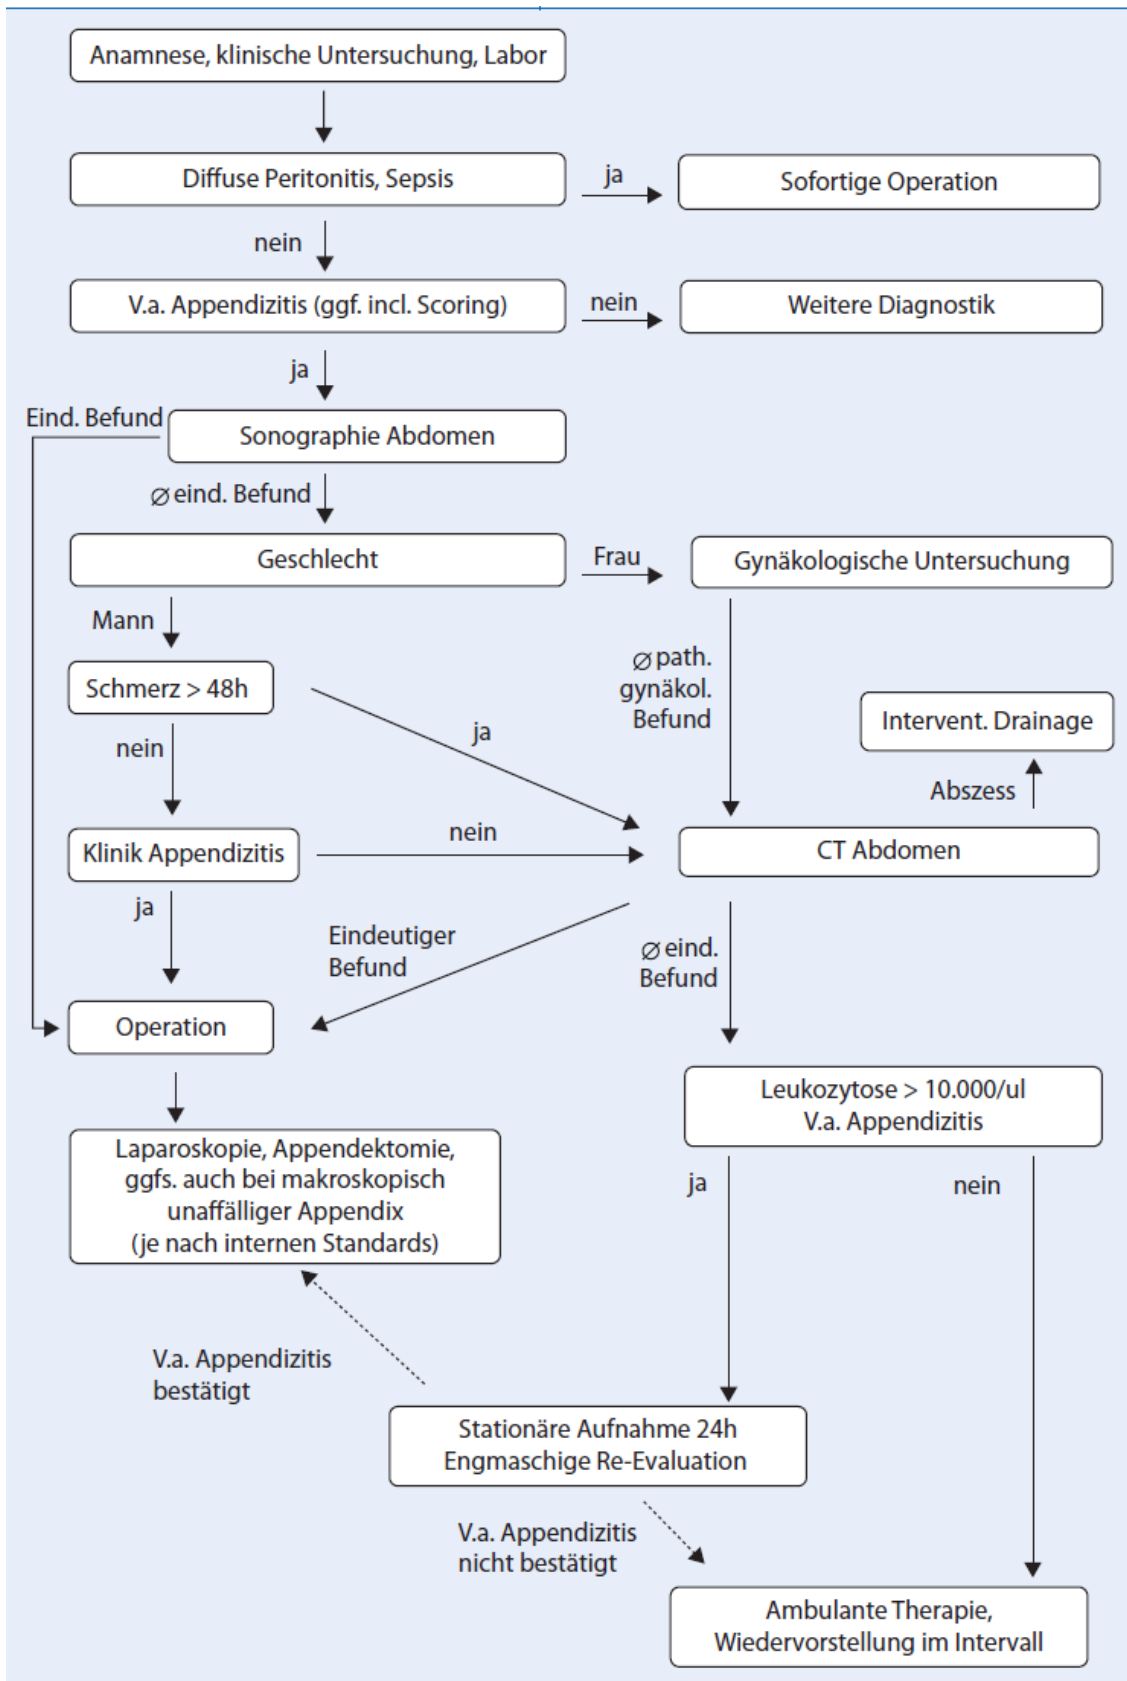 Anamnese, klinische Untersuchung, Labor
Diffuse Peritonitis, Sepsis
ja
Sofortige Operation
nein
V.a. Appendizitis (ggf. incl. Scoring)
nein
Weitere Diagnostik
ja
Eind. Befund
Sonographie Abdomen
∅ eind. Befund
Geschlecht
Frau
Gynäkologische Untersuchung
Mann
Schmerz > 48h
∅ path.
gynäkol.
Befund
ja
Intervent. Drainage
nein
Abszess
Klinik Appendizitis
nein
CT Abdomen
ja
Eindeutiger
Befund
∅ eind.
Befund
Operation
Leukozytose > 10.000/ul
V.a. Appendizitis
Laparoskopie, Appendektomie,
ggfs. auch bei makroskopisch
unaffälliger Appendix
(je nach internen Standards)
ja
nein
V.a. Appendizitis
bestätigt
Stationäre Aufnahme 24h
Engmaschige Re-Evaluation
V.a. Appendizitis
nicht bestätigt
Ambulante Therapie,
Wiedervorstellung im Intervall